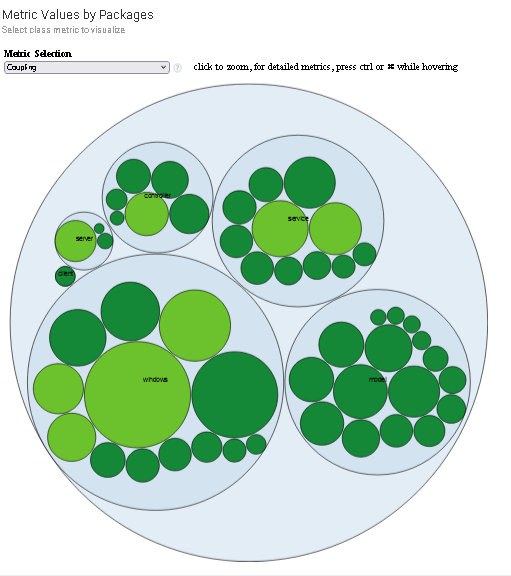 Metric Values by Packages
Select class metric to visualize
Metric Selection
Coupling
? click to zoom, for detailed metrics, press ctrl or ⌘ while hovering
controller
service
server
client
windows
model